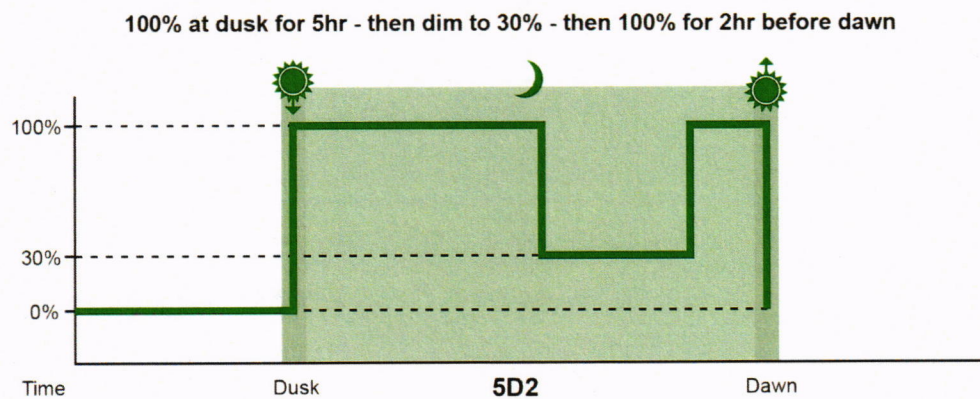 100% at dusk for 5hr - then dim to 30% - then 100% for 2hr before dawn
100%
30%
0%
Time Dusk 5D2 Dawn